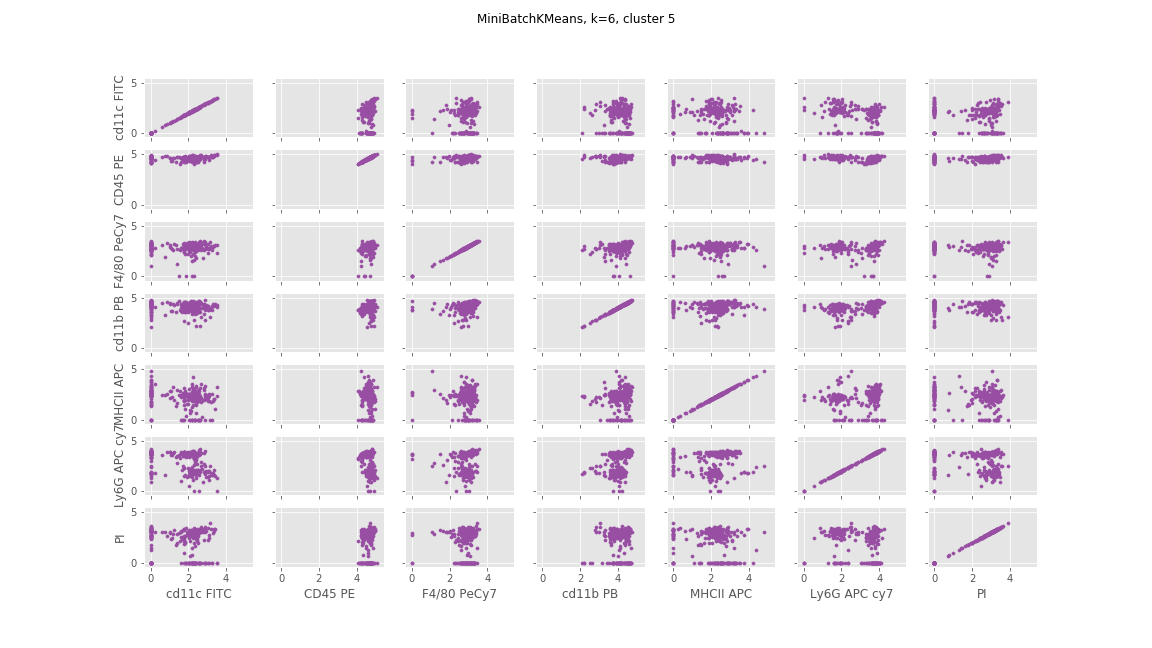 MiniBatchKMeans, k=6, cluster 5
cd11c FITC
5
0
CD45 PE
5
0
F4/80 PeCy7
5
0
cd11b PB
5
0
MHCII APC
5
0
Ly6G APC cy7
5
0
PI
5
0
0 2 4 0 2 4 0 2 4 0 2 4 0 2 4 0 2 4 0 2 4
cd11c FITC CD45 PE F4/80 PeCy7 cd11b PB MHCII APC Ly6G APC cy7 PI